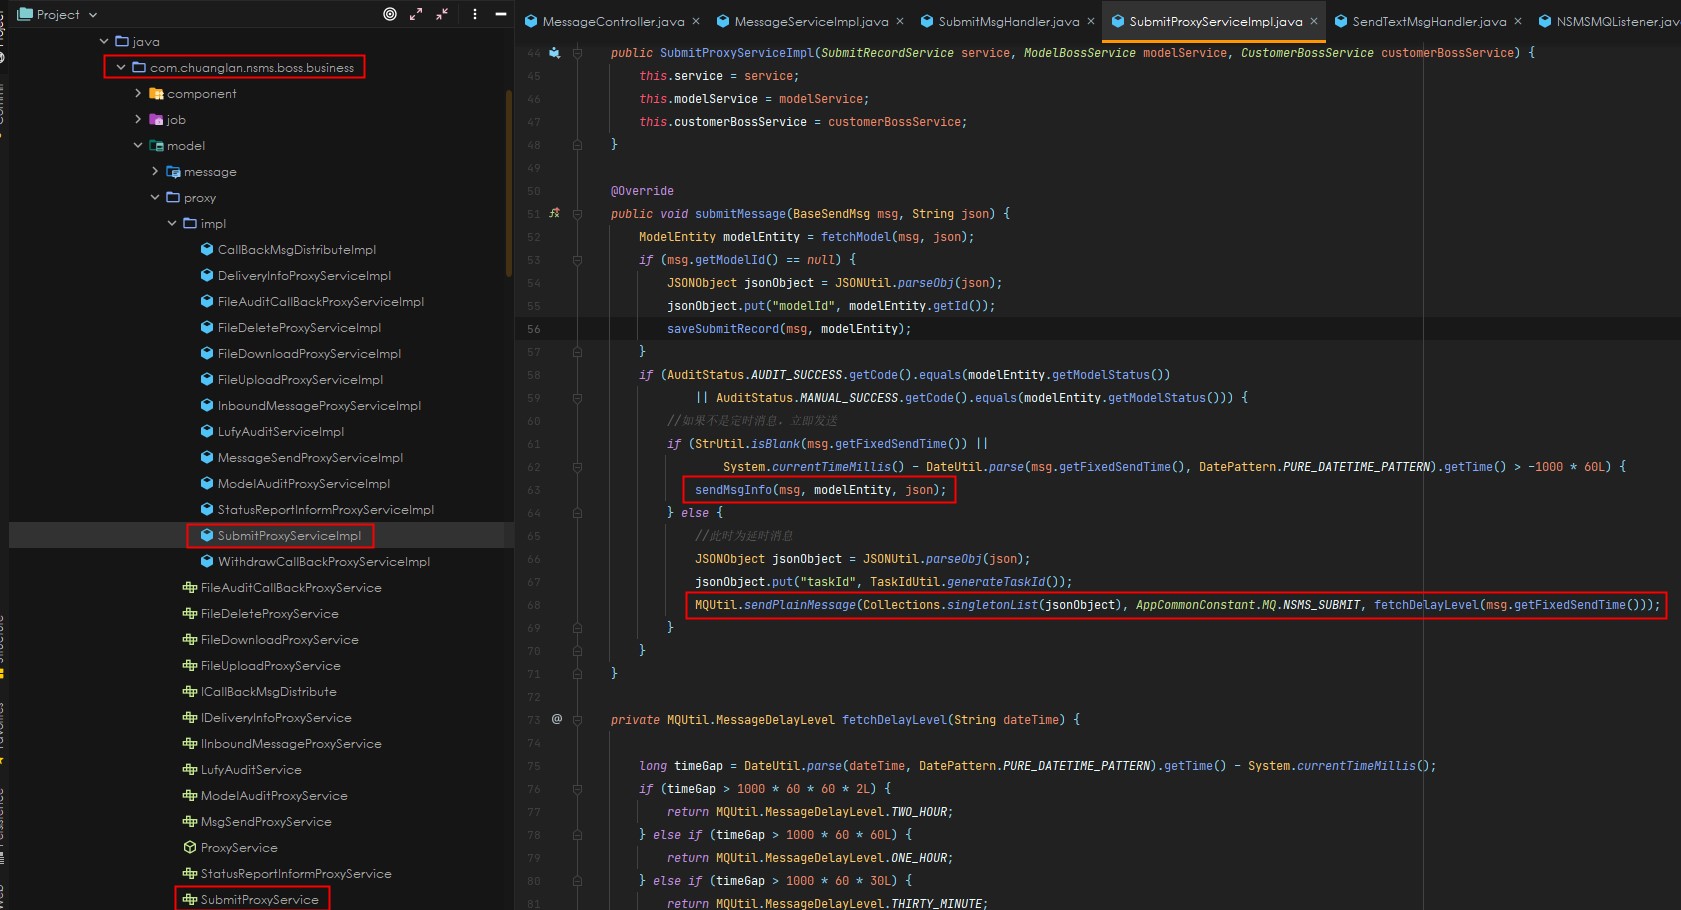 Project
java
com.chuanglan.nsms.boss.business
component
job
model
message
proxy
impl
CallBackMsgDistributeImpl
DeliveryInfoProxyServiceImpl
FileAuditCallBackProxyServiceImpl
FileDeleteProxyServiceImpl
FileDownloadProxyServiceImpl
FileUploadProxyServiceImpl
InboundMessageProxyServiceImpl
LufyAuditServiceImpl
MessageSendProxyServiceImpl
ModelAuditProxyServiceImpl
StatusReportInformProxyServiceImpl
SubmitProxyServiceImpl
WithdrawCallBackProxyServiceImpl
FileAuditCallBackProxyService
FileDeleteProxyService
FileDownloadProxyService
FileUploadProxyService
ICallBackMsgDistribute
IDeliveryInfoProxyService
IInboundMessageProxyService
LufyAuditService
ModelAuditProxyService
MsgSendProxyService
ProxyService
StatusReportInformProxyService
SubmitProxyService
MessageController.java × MessageServiceImpl.java × SubmitMsgHandler.java × SubmitProxyServiceImpl.java × SendTextMsgHandler.java × NSMSMQListener.jav
44 public SubmitProxyServiceImpl(SubmitRecordService service, ModelBossService modelService, CustomerBossService customerBossService) {
45 this.service = service;
46 this.modelService = modelService;
47 this.customerBossService = customerBossService;
48 }
49
50 @Override
51 public void submitMessage(BaseSendMsg msg, String json) {
52 ModelEntity modelEntity = fetchModel(msg, json);
53 if (msg.getModelId() == null) {
54 JSONObject jsonObject = JSONUtil.parseObj(json);
55 jsonObject.put("modelId", modelEntity.getId());
56 saveSubmitRecord(msg, modelEntity);
57 }
58 if (AuditStatus.AUDIT_SUCCESS.getCode().equals(modelEntity.getModelStatus())
59 || AuditStatus.MANUAL_SUCCESS.getCode().equals(modelEntity.getModelStatus())) {
60 //如果不是定时消息，立即发送
61 if (StrUtil.isBlank(msg.getFixedSendTime()) ||
62 System.currentTimeMillis() - DateUtil.parse(msg.getFixedSendTime(), DatePattern.PURE_DATETIME_PATTERN).getTime() > -1000 * 60L) {
63 sendMsgInfo(msg, modelEntity, json);
64 } else {
65 //此时为延时消息
66 JSONObject jsonObject = JSONUtil.parseObj(json);
67 jsonObject.put("taskId", TaskIdUtil.generateTaskId());
68 MQUtil.sendPlainMessage(Collections.singletonList(jsonObject), AppCommonConstant.MQ.NSMS_SUBMIT, fetchDelayLevel(msg.getFixedSendTime()));
69 }
70 }
71 }
72
73 @ private MQUtil.MessageDelayLevel fetchDelayLevel(String dateTime) {
74
75 long timeGap = DateUtil.parse(dateTime, DatePattern.PURE_DATETIME_PATTERN).getTime() - System.currentTimeMillis();
76 if (timeGap > 1000 * 60 * 60 * 2L) {
77 return MQUtil.MessageDelayLevel.TWO_HOUR;
78 } else if (timeGap > 1000 * 60 * 60L) {
79 return MQUtil.MessageDelayLevel.ONE_HOUR;
80 } else if (timeGap > 1000 * 60 * 30L) {
81 return MQUtil.MessageDelayLevel.THIRTY_MINUTE;